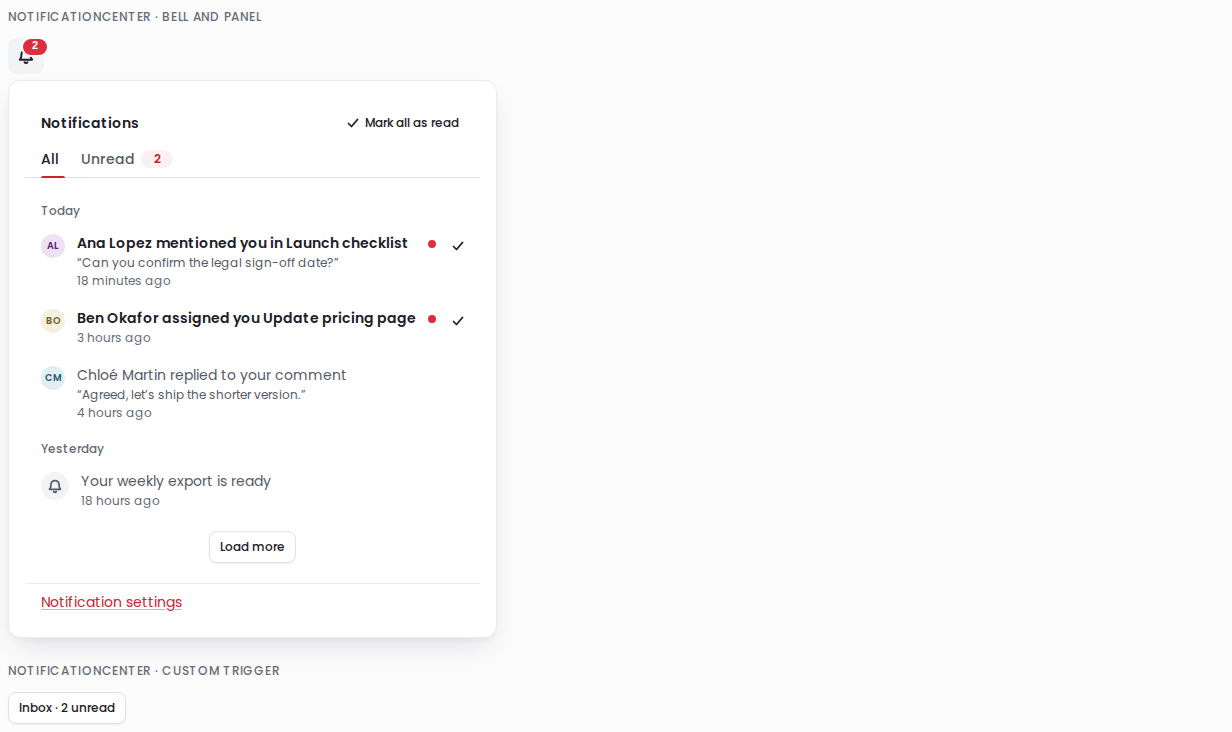 NOTIFICATIONCENTER · BELL AND PANEL
2
Notifications
Mark all as read
All
Unread 2
Today
AL
Ana Lopez mentioned you in Launch checklist
“Can you confirm the legal sign-off date?”
18 minutes ago
BO
Ben Okafor assigned you Update pricing page
3 hours ago
CM
Chloé Martin replied to your comment
“Agreed, let’s ship the shorter version.”
4 hours ago
Yesterday
Your weekly export is ready
18 hours ago
Load more
Notification settings
NOTIFICATIONCENTER · CUSTOM TRIGGER
Inbox · 2 unread